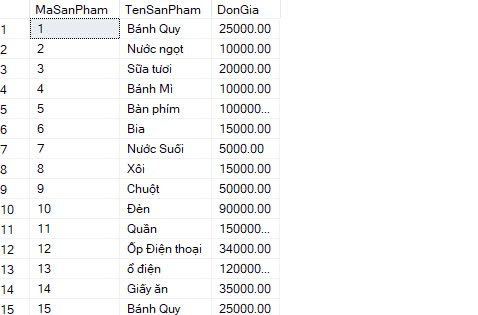 MaSanPham TenSanPham DonGia
1 1 Bánh Quy 25000.00
2 2 Nước ngọt 10000.00
3 3 Sữa tươi 20000.00
4 4 Bánh Mì 10000.00
5 5 Bàn phím 100000...
6 6 Bia 15000.00
7 7 Nước Suối 5000.00
8 8 Xôi 15000.00
9 9 Chuột 50000.00
10 10 Đèn 90000.00
11 11 Quần 150000...
12 12 Ốp Điện thoại 34000.00
13 13 ổ điện 120000...
14 14 Giấy ăn 35000.00
15 15 Bánh Quy 25000.00